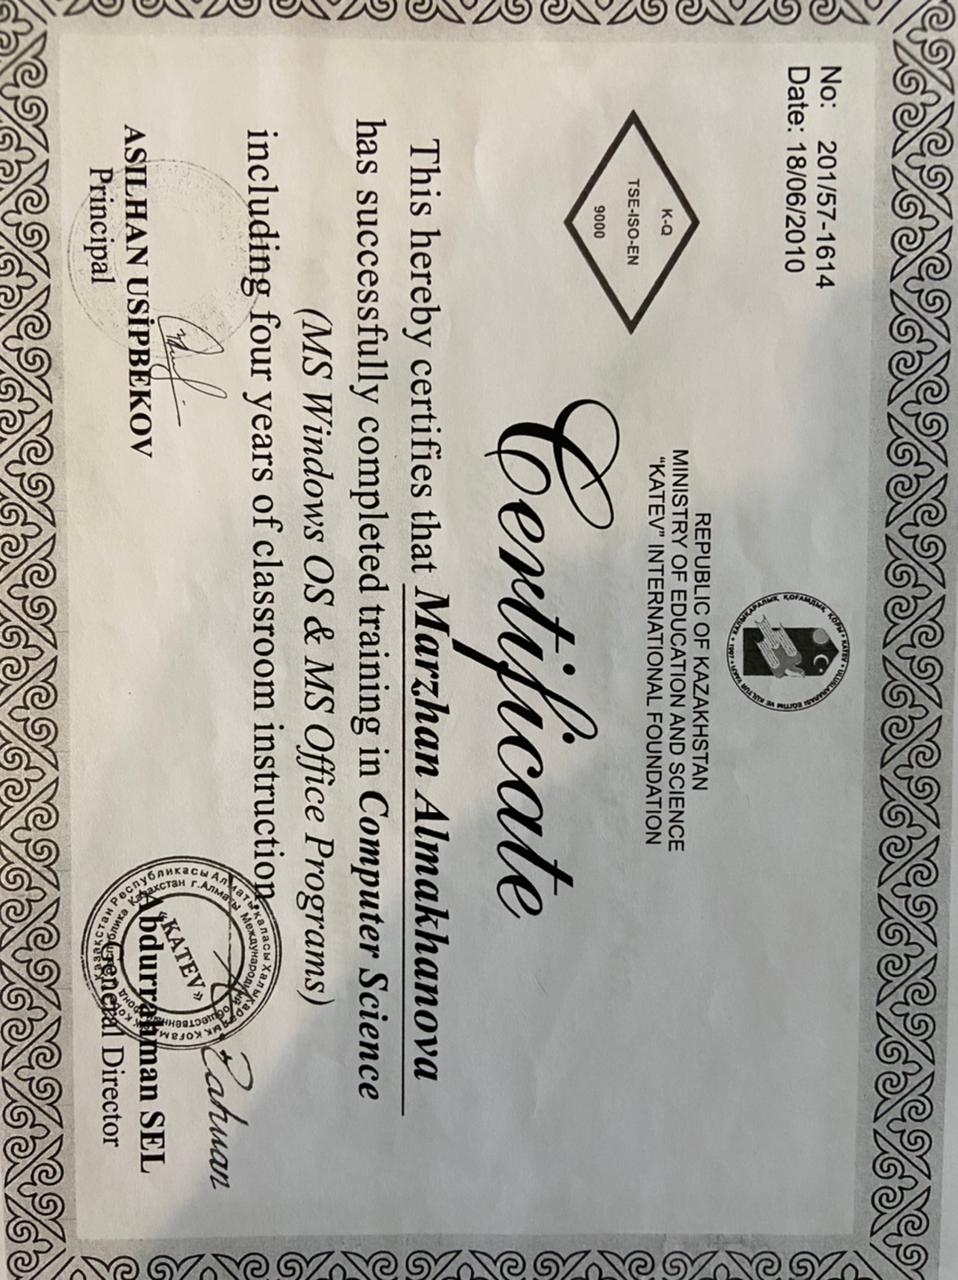 No: 201/57-1614
Date: 18/06/2010
K-Q
TSE-ISO-EN
9000
REPUBLIC OF KAZAKHSTAN
MINISTRY OF EDUCATION AND SCIENCE
“KATEV” INTERNATIONAL FOUNDATION
Certificate
This hereby certifies that Marzhan Almakhanova
has successfully completed training in Computer Science
(MS Windows OS & MS Office Programs)
including four years of classroom instruction.
ASILHAN USİPBEKOV
Principal
Abdurrahman SEL
General Director
«KATEV»